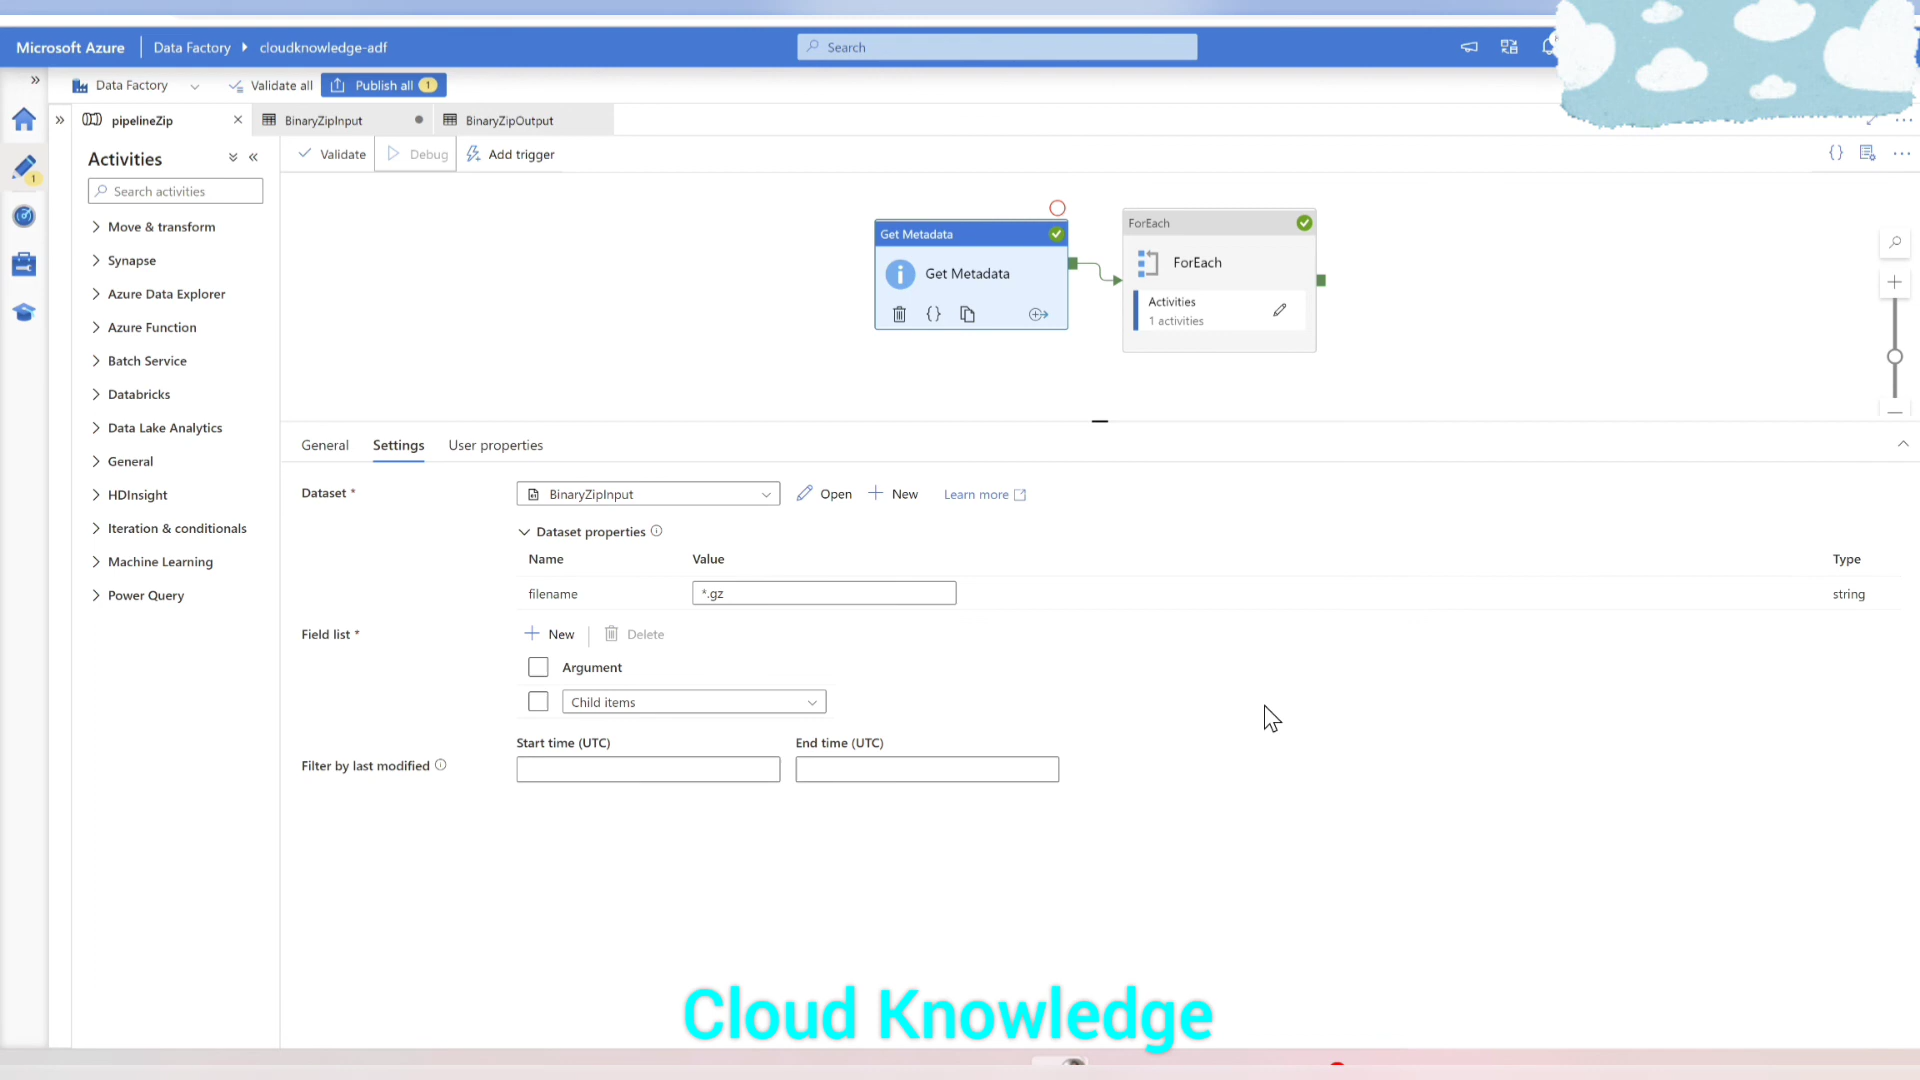 Microsoft Azure Data Factory cloudknowledge-adf Search
Data Factory Validate all Publish all 1
pipelineZip BinaryZipInput BinaryZipOutput
Activities
Validate Debug Add trigger
Search activities
1
Move & transform
Synapse
Azure Data Explorer
Azure Function
Batch Service
Databricks
Data Lake Analytics
General
HDInsight
Iteration & conditionals
Machine Learning
Power Query
Get Metadata
Get Metadata
ForEach
ForEach
Activities
1 activities
General Settings User properties
Dataset * BinaryZipInput Open New Learn more
Dataset properties
Name Value Type
filename *.gz string
Field list * New Delete
Argument
Child items
Start time (UTC) End time (UTC)
Filter by last modified
Cloud Knowledge